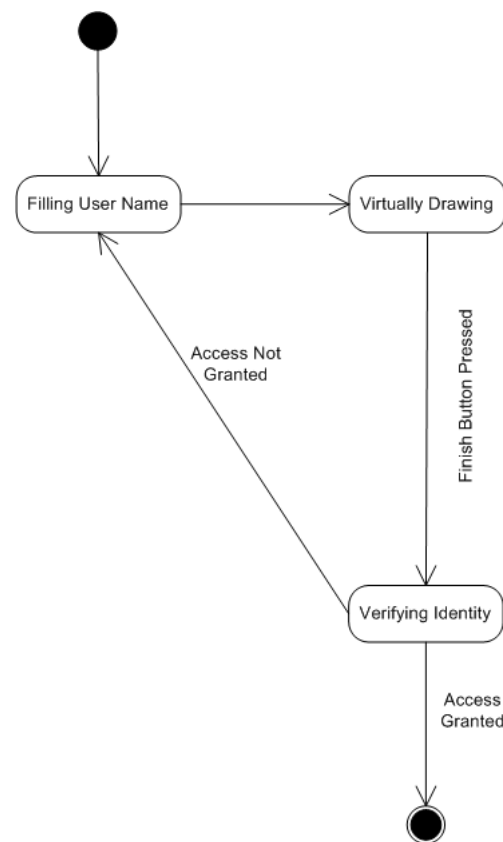 Filling User Name
Virtually Drawing
Access Not
Granted
Finish Button Pressed
Verifying Identity
Access
Granted